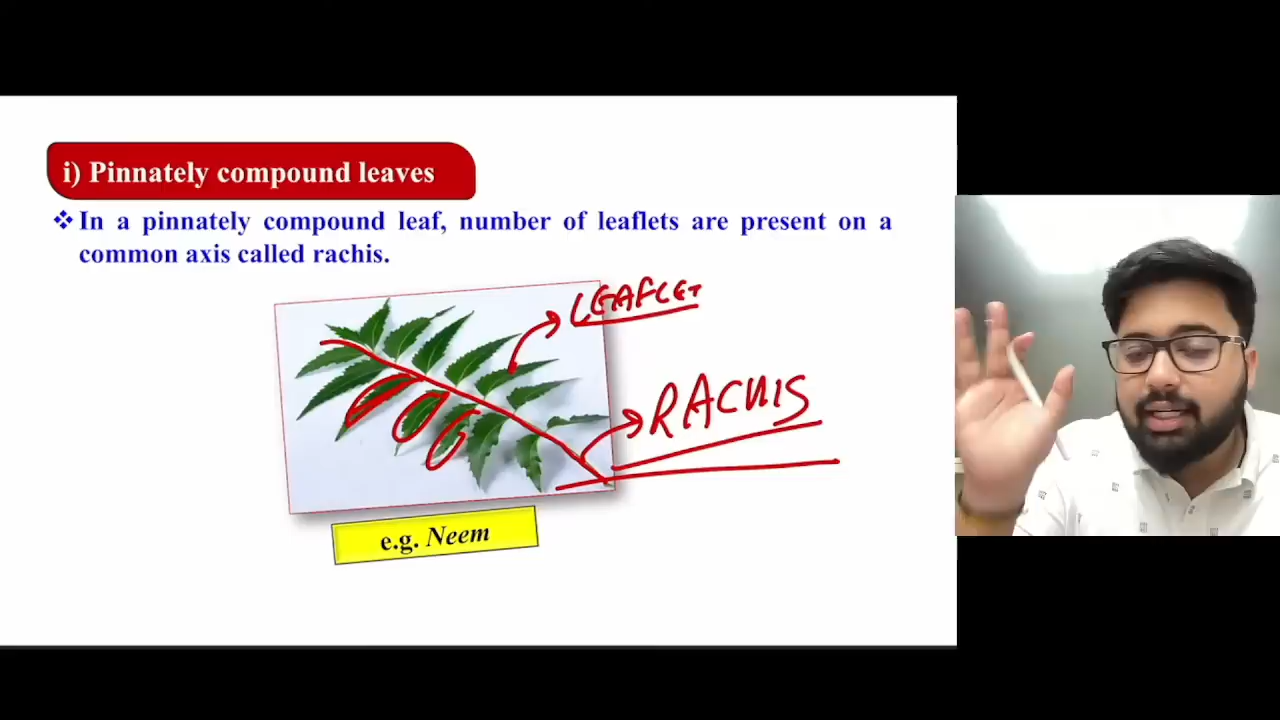 i) Pinnately compound leaves
❖ In a pinnately compound leaf, number of leaflets are present on a
common axis called rachis.
LEAFLET
RACHIS
e.g. Neem